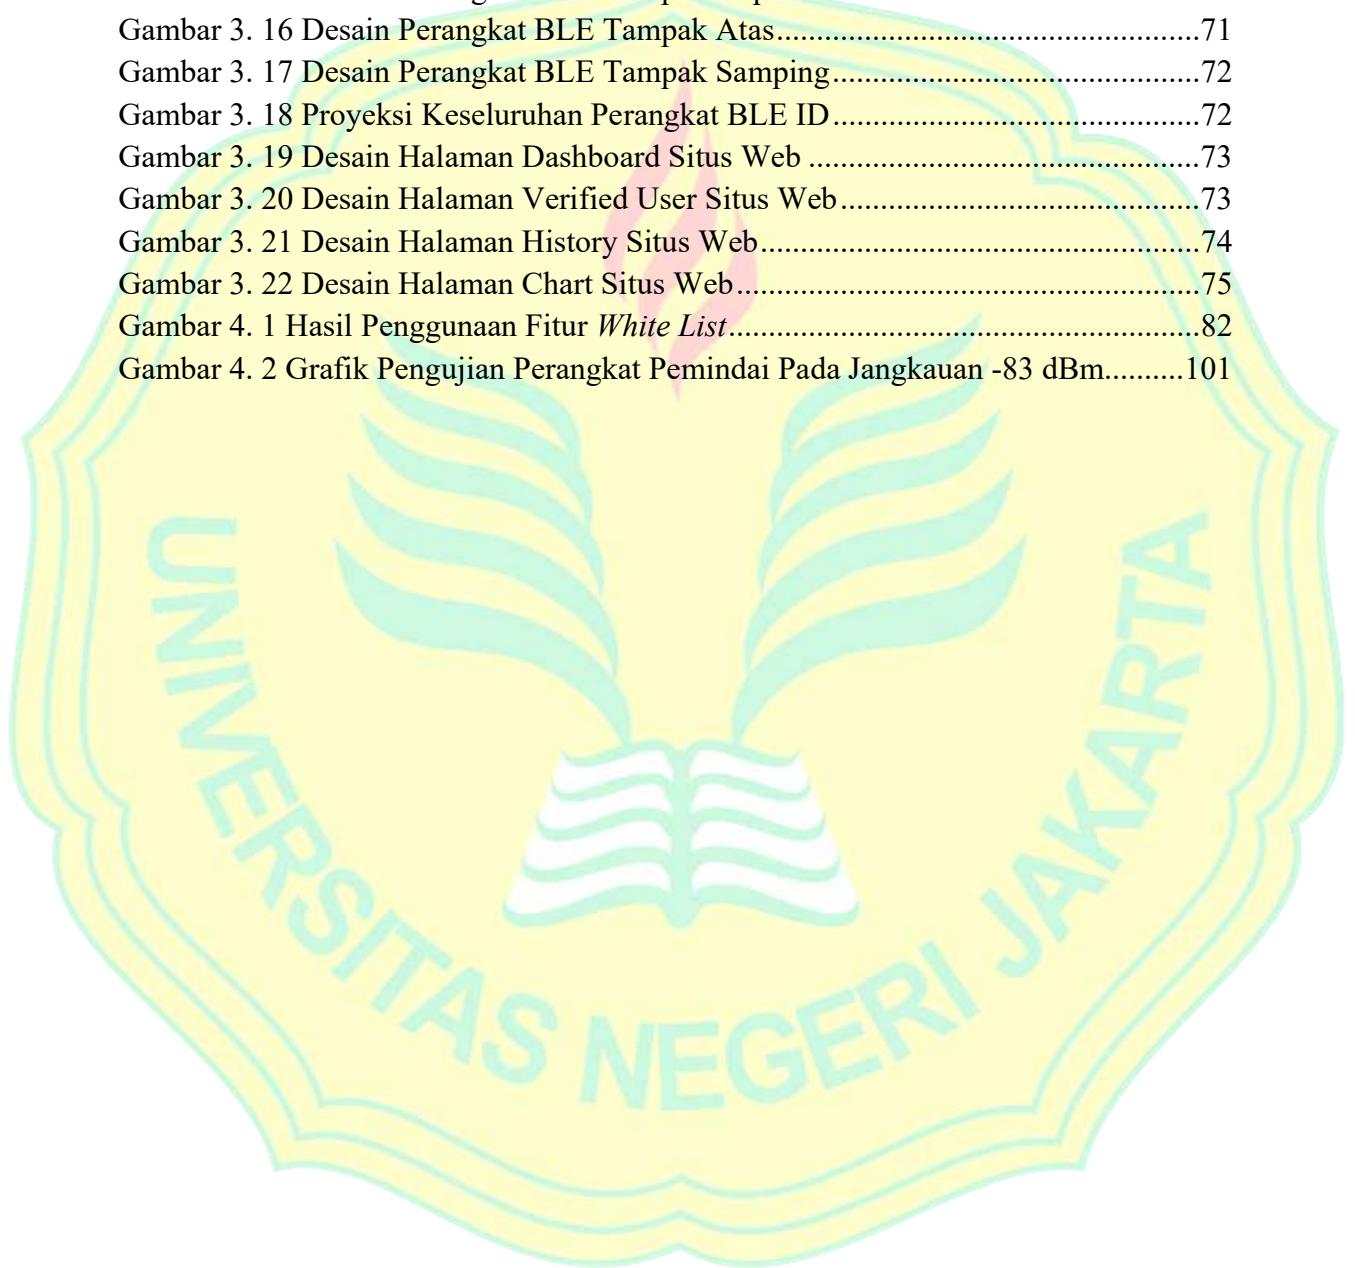 Gambar 3. 16 Desain Perangkat BLE Tampak Atas.....................................................71
Gambar 3. 17 Desain Perangkat BLE Tampak Samping..............................................72
Gambar 3. 18 Proyeksi Keseluruhan Perangkat BLE ID..............................................72
Gambar 3. 19 Desain Halaman Dashboard Situs Web .................................................73
Gambar 3. 20 Desain Halaman Verified User Situs Web.............................................73
Gambar 3. 21 Desain Halaman History Situs Web.......................................................74
Gambar 3. 22 Desain Halaman Chart Situs Web..........................................................75
Gambar 4. 1 Hasil Penggunaan Fitur White List...........................................................82
Gambar 4. 2 Grafik Pengujian Perangkat Pemindai Pada Jangkauan -83 dBm..........101
UNIVERSITAS NEGERI JAKARTA